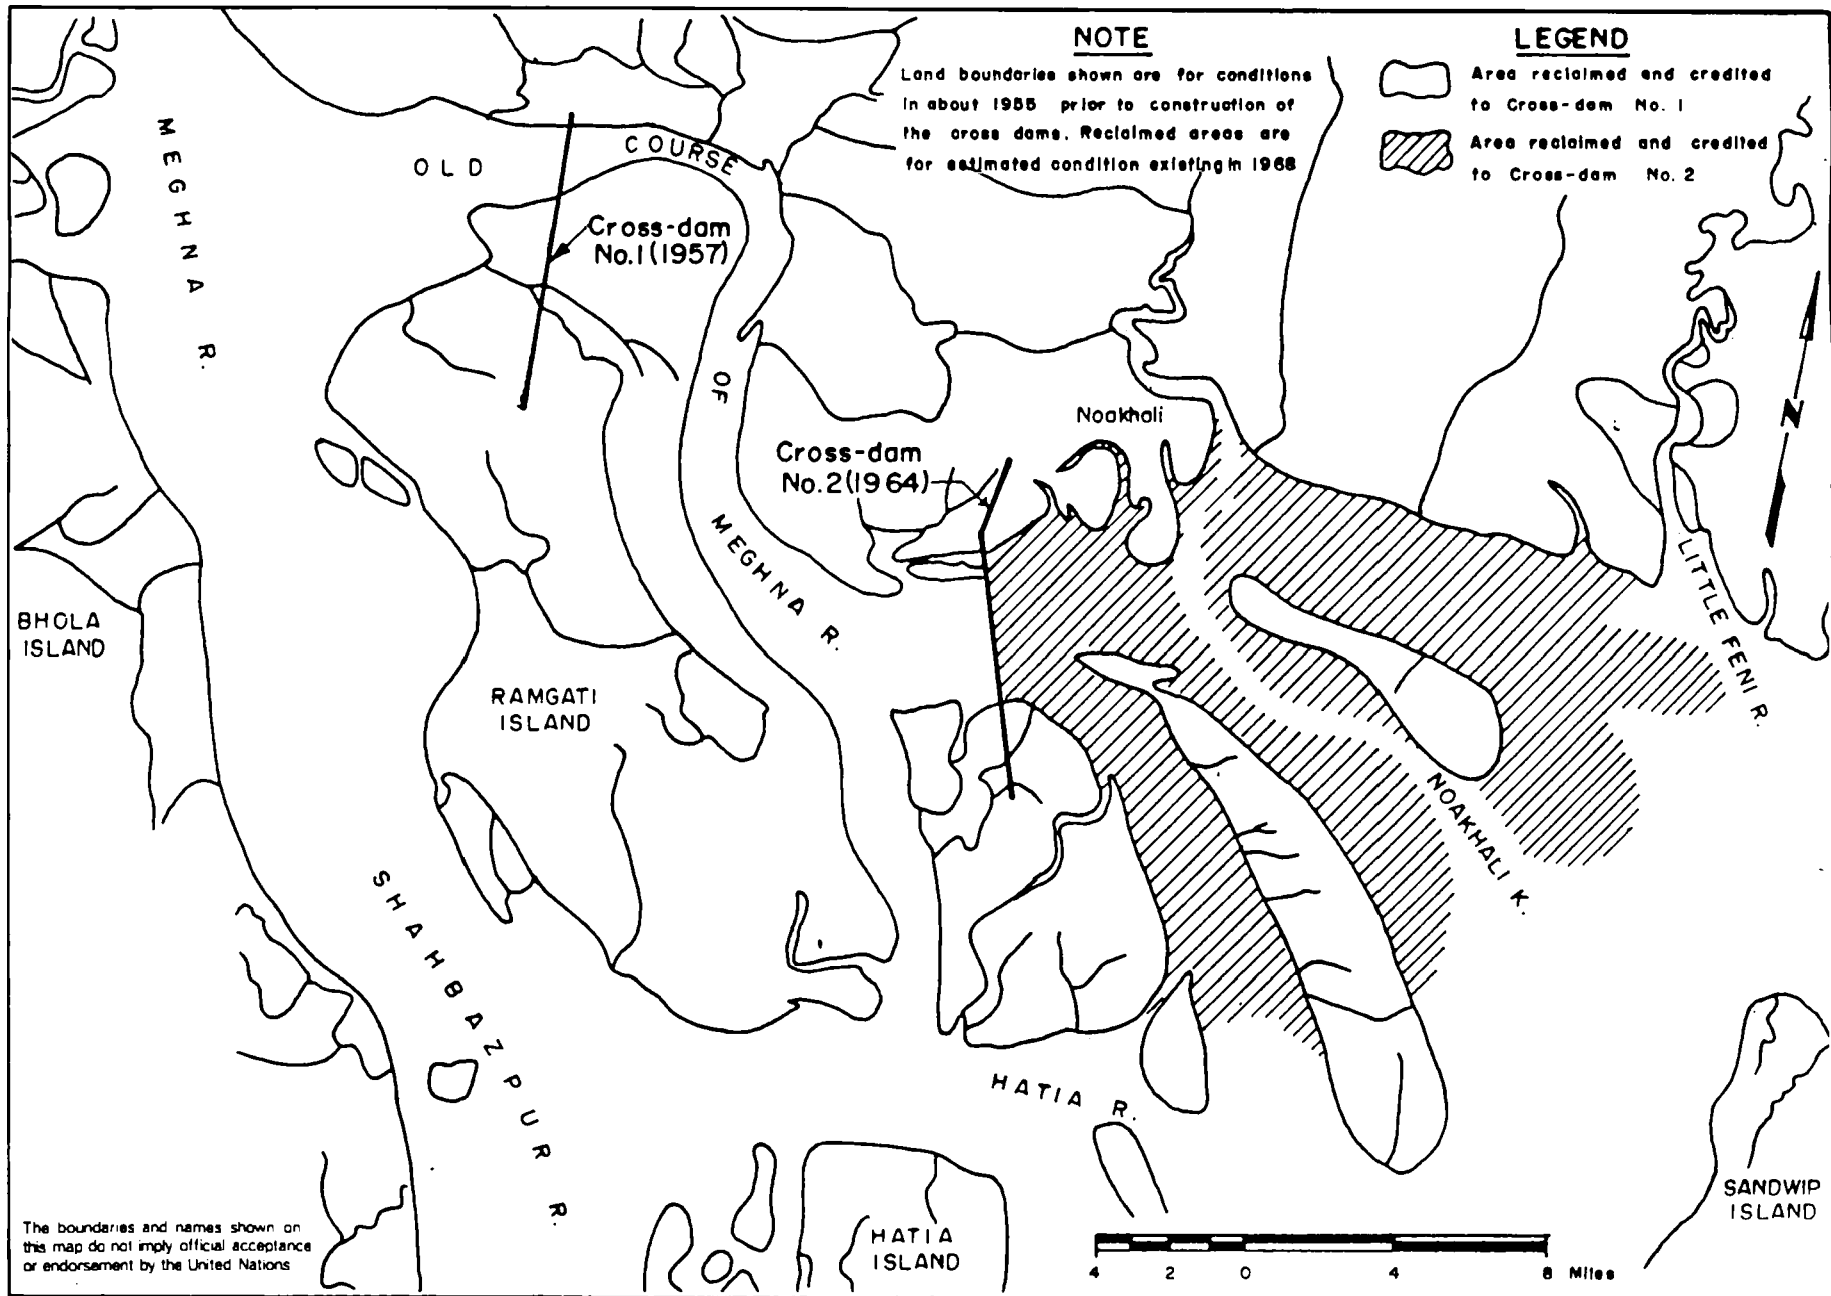 NOTE
Land boundaries shown are for conditions
in about 1955 prior to construction of
the cross dams. Reclaimed areas are
for estimated condition existing in 1968
LEGEND
Area reclaimed and credited
to Cross-dam No. 1
Area reclaimed and credited
to Cross-dam No. 2
MEGHNA R.
OLD COURSE OF MEGHNA R.
Cross-dam
No.1(1957)
Noakhali
Cross-dam
No.2(1964)
N
BHOLA
ISLAND
RAMGATI
ISLAND
LITTLE FENI R.
NOAKHALI K.
SHAHBAZPUR R.
HATIA R.
HATIA
ISLAND
SANDWIP
ISLAND
The boundaries and names shown on
this map do not imply official acceptance
or endorsement by the United Nations
4 2 0 4 8 Miles